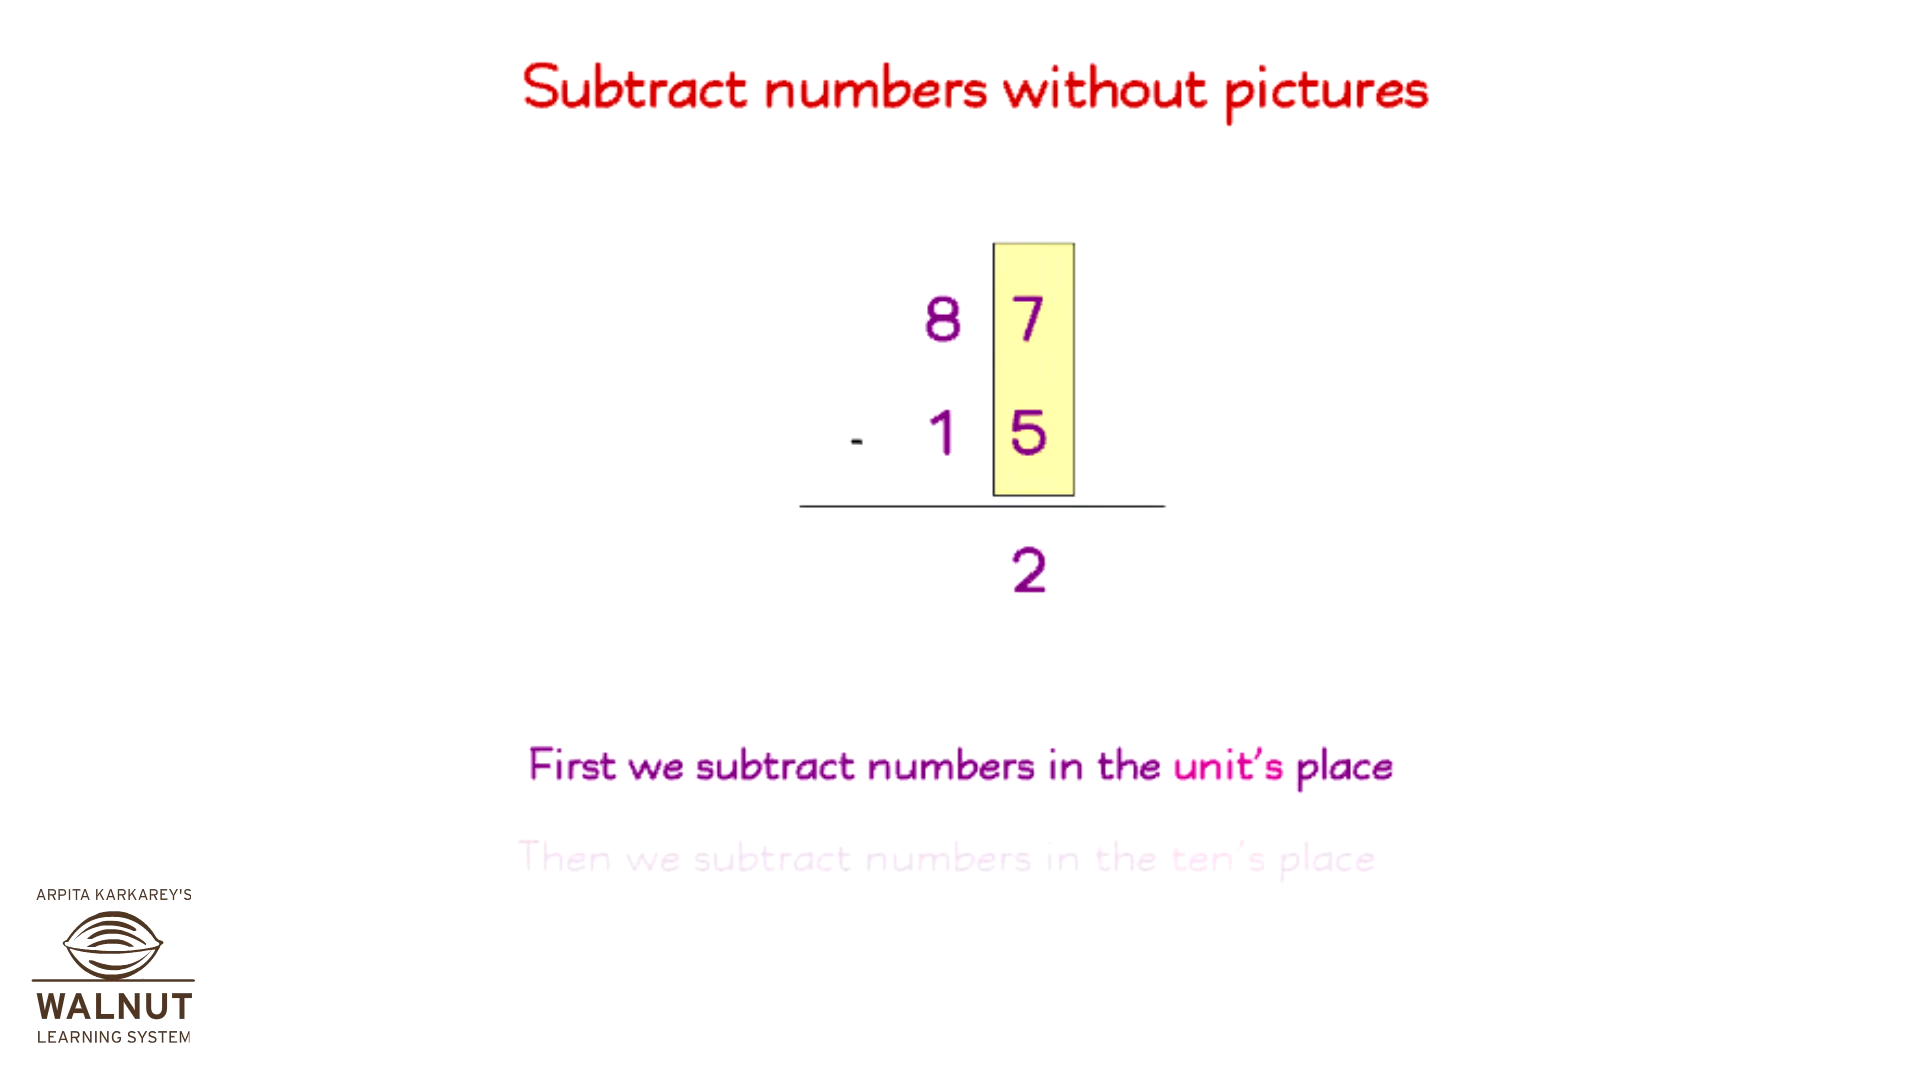 Subtract numbers without pictures
8 7
- 1 5
2
First we subtract numbers in the unit's place
Then we subtract numbers in the ten's place
ARPITA KARKAREY'S
WALNUT
LEARNING SYSTEM